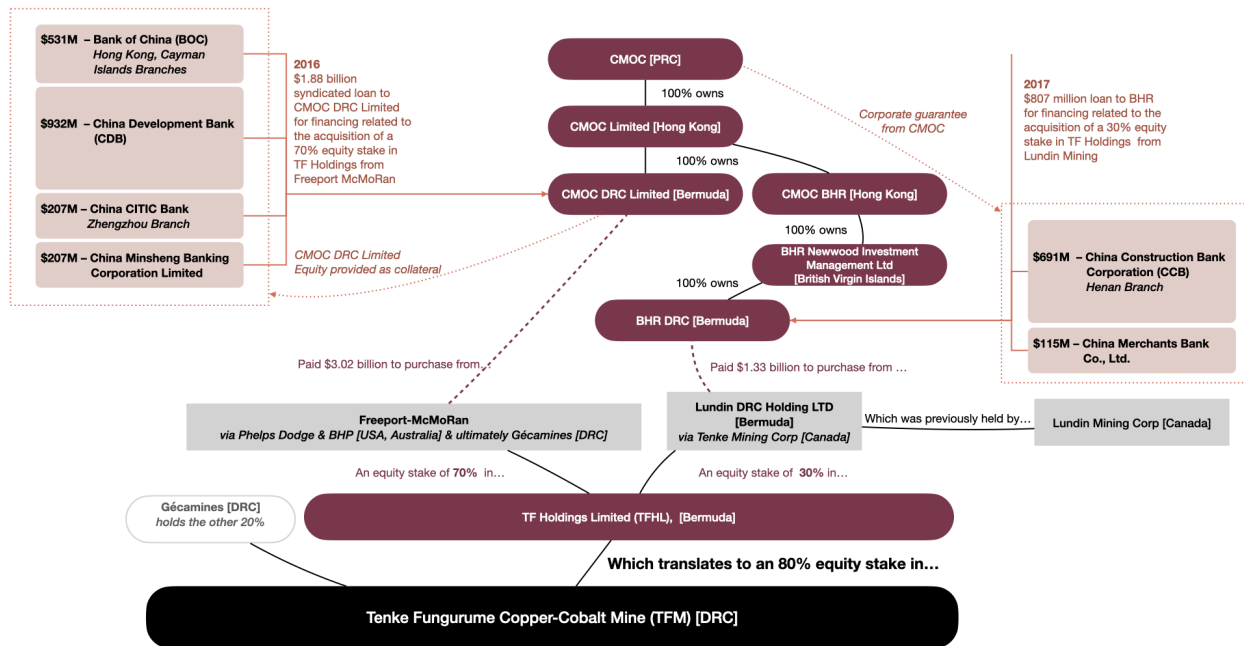 $531M – Bank of China (BOC)
Hong Kong, Cayman
Islands Branches
$932M – China Development Bank
(CDB)
$207M – China CITIC Bank
Zhengzhou Branch
$207M – China Minsheng Banking
Corporation Limited
2016
$1.88 billion
syndicated loan to
CMOC DRC Limited
for financing related to
the acquisition of a
70% equity stake in
TF Holdings from
Freeport McMoRan
CMOC DRC Limited
Equity provided as collateral
CMOC [PRC]
100% owns
CMOC Limited [Hong Kong]
100% owns
CMOC DRC Limited [Bermuda]
CMOC BHR [Hong Kong]
100% owns
BHR Newwood Investment
Management Ltd
[British Virgin Islands]
100% owns
BHR DRC [Bermuda]
Corporate guarantee
from CMOC
2017
$807 million loan to BHR
for financing related to the
acquisition of a 30% equity
stake in TF Holdings from
Lundin Mining
$691M – China Construction Bank
Corporation (CCB)
Henan Branch
$115M – China Merchants Bank
Co., Ltd.
Paid $3.02 billion to purchase from...
Paid $1.33 billion to purchase from ...
Freeport-McMoRan
via Phelps Dodge & BHP [USA, Australia] & ultimately Gécamines [DRC]
Lundin DRC Holding LTD
[Bermuda]
via Tenke Mining Corp [Canada]
Which was previously held by…
Lundin Mining Corp [Canada]
An equity stake of 70% in…
An equity stake of 30% in…
Gécamines [DRC]
holds the other 20%
TF Holdings Limited (TFHL), [Bermuda]
Which translates to an 80% equity stake in…
Tenke Fungurume Copper-Cobalt Mine (TFM) [DRC]